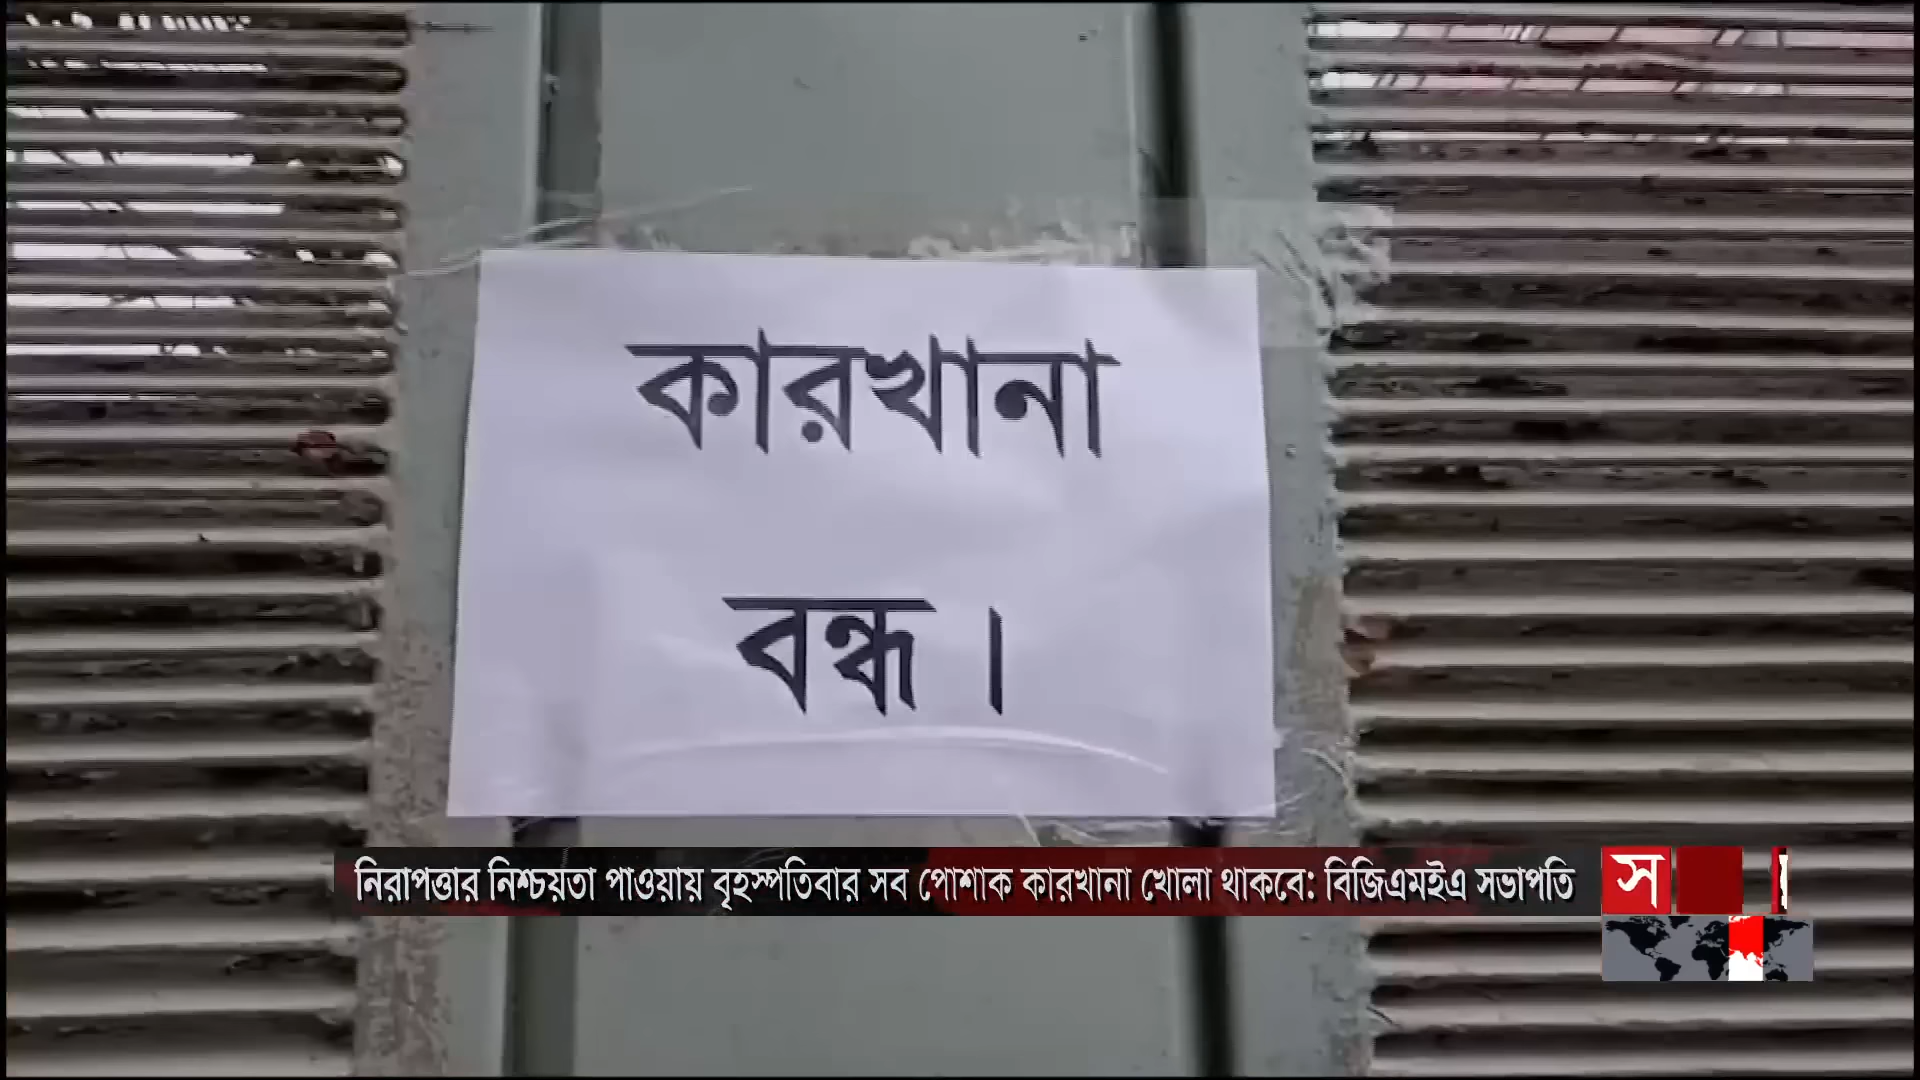 কারখানা
বন্ধ ।
নিরাপত্তার নিশ্চয়তা পাওয়ায় বৃহস্পতিবার সব পোশাক কারখানা খোলা থাকবে: বিজিএমইএ সভাপতি
স